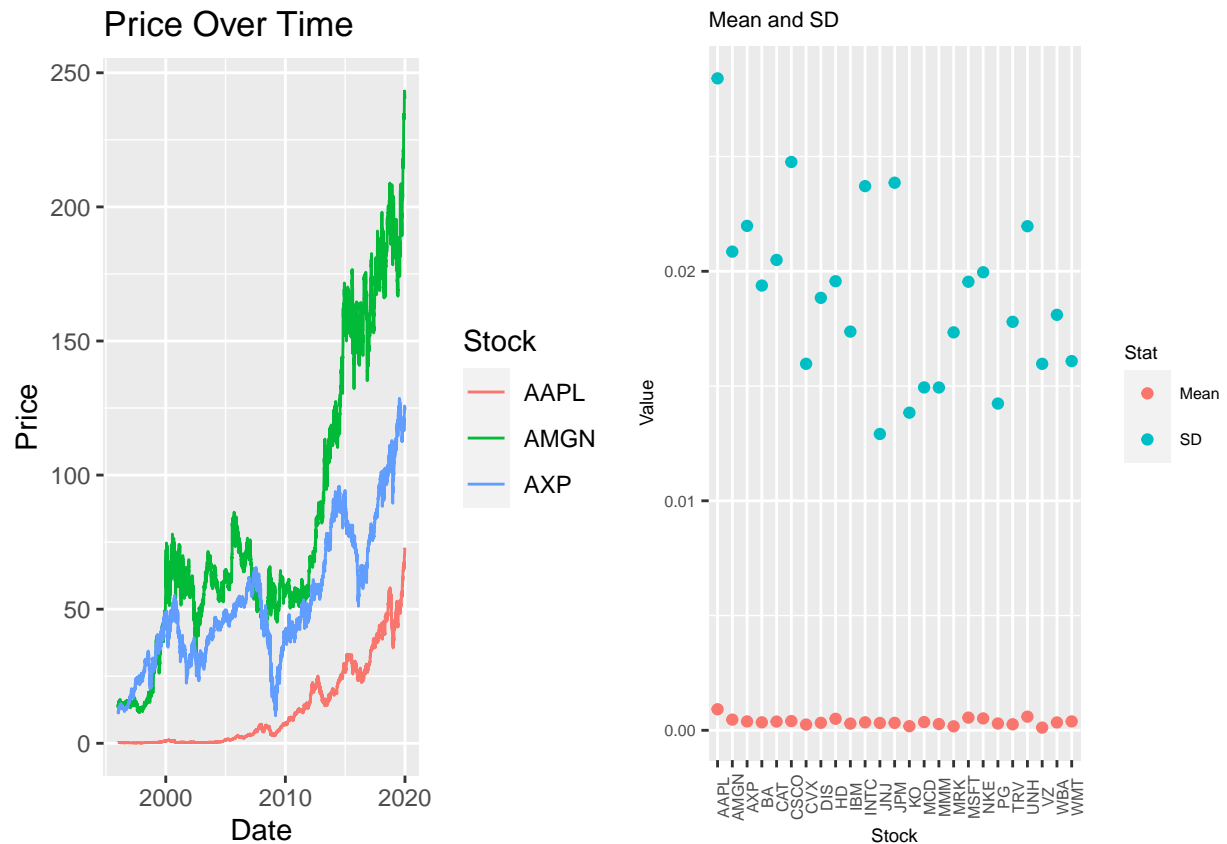 Price Over Time
250
200
150
100
50
0
Price
2000
2010
2020
Date
Stock
AAPL
AMGN
AXP
Mean and SD
0.02
0.01
0.00
Value
AAPL
AMGN
AXP
BA
CAT
CSCO
CVX
DIS
HD
IBM
INTC
JNJ
JPM
KO
MCD
MMM
MRK
MSFT
NKE
PG
TRV
UNH
VZ
WBA
WMT
Stock
Stat
Mean
SD